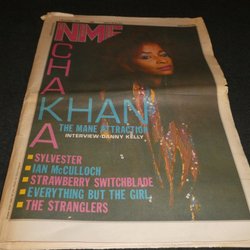 NME
CHAKA
KHAN
THE MANE ATTRACTION
INTERVIEW: DANNY KELLY
SYLVESTER
IAN McCULLOCH
STRAWBERRY SWITCHBLADE
EVERYTHING BUT THE GIRL
THE STRANGLERS